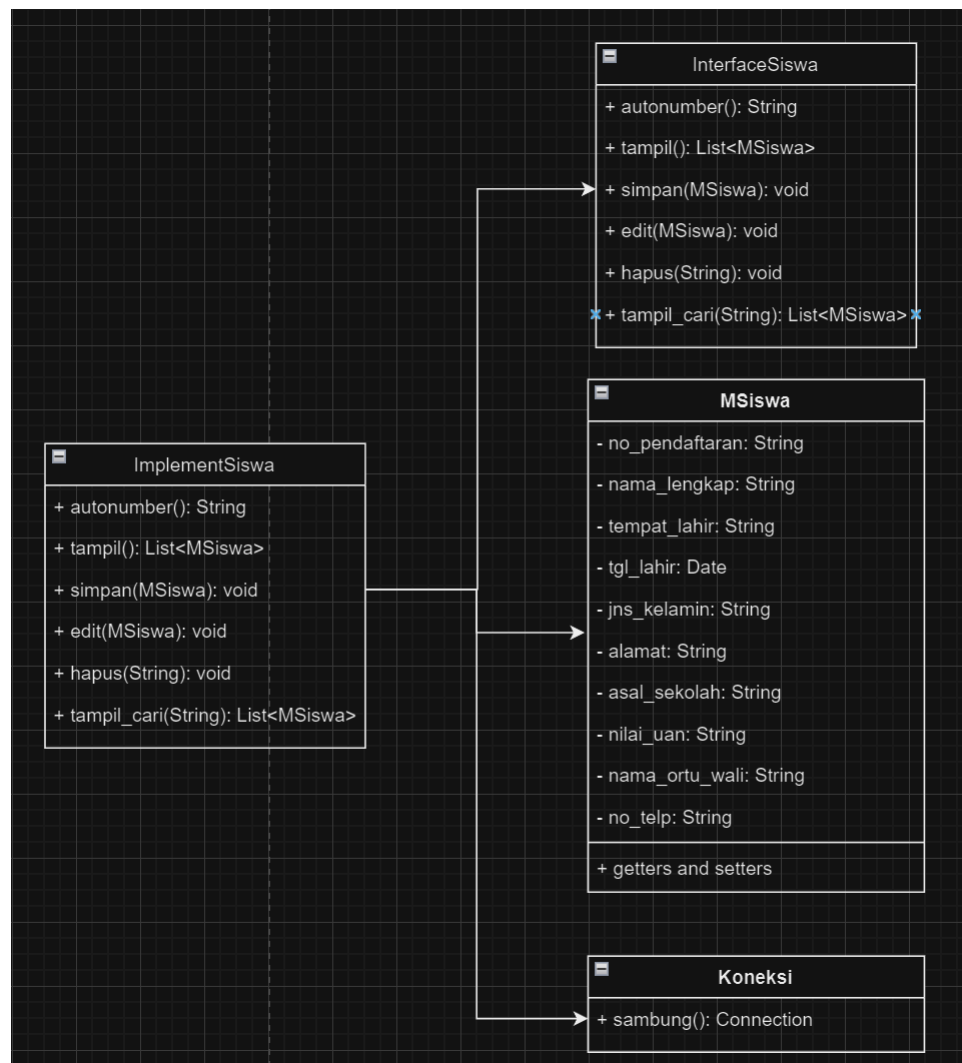 InterfaceSiswa
+ autonumber(): String
+ tampil(): List<MSiswa>
+ simpan(MSiswa): void
+ edit(MSiswa): void
+ hapus(String): void
+ tampil_cari(String): List<MSiswa>
MSiswa
- no_pendaftaran: String
- nama_lengkap: String
- tempat_lahir: String
- tgl_lahir: Date
- jns_kelamin: String
- alamat: String
- asal_sekolah: String
- nilai_uan: String
- nama_ortu_wali: String
- no_telp: String
+ getters and setters
ImplementSiswa
+ autonumber(): String
+ tampil(): List<MSiswa>
+ simpan(MSiswa): void
+ edit(MSiswa): void
+ hapus(String): void
+ tampil_cari(String): List<MSiswa>
Koneksi
+ sambung(): Connection